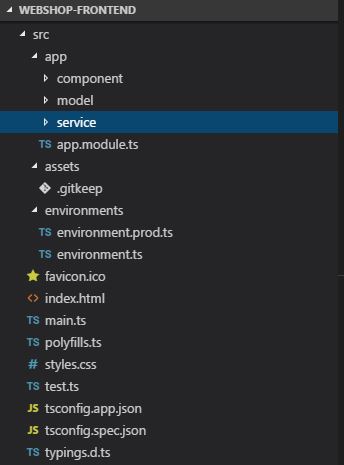 WEBSHOP-FRONTEND
src
app
component
model
service
TS app.module.ts
assets
.gitkeep
environments
TS environment.prod.ts
TS environment.ts
favicon.ico
<> index.html
TS main.ts
TS polyfills.ts
# styles.css
TS test.ts
JS tsconfig.app.json
JS tsconfig.spec.json
TS typings.d.ts